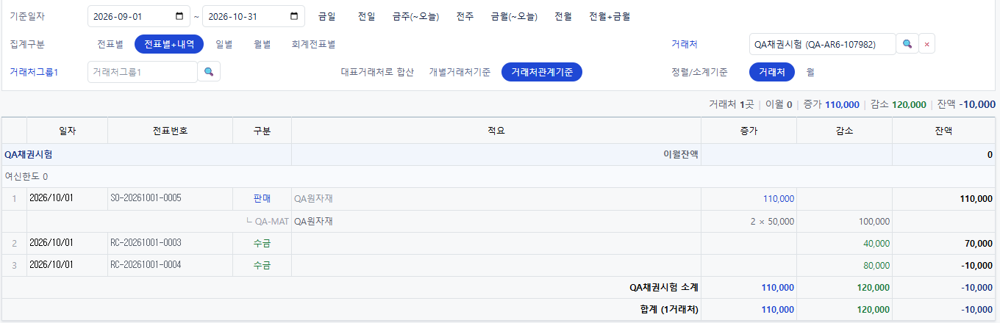 기준일자 2026-09-01 ~ 2026-10-31 금일 전일 금주(~오늘) 전주 금월(~오늘) 전월 전월+금월
집계구분 전표별 전표별+내역 일별 월별 회계전표별 거래처 QA채권시험 (QA-AR6-107982) ×
거래처그룹1 거래처그룹1 대표거래처로 합산 개별거래처기준 거래처관계기준 정렬/소계기준 거래처 월
거래처 1곳 | 이월 0 | 증가 110,000 | 감소 120,000 | 잔액 -10,000
일자 전표번호 구분 적요 증가 감소 잔액
QA채권시험 이월잔액 0
여신한도 0
1 2026/10/01 SO-20261001-0005 판매 QA원자재 110,000 110,000
└ QA-MAT QA원자재 2 × 50,000 100,000
2 2026/10/01 RC-20261001-0003 수금 40,000 70,000
3 2026/10/01 RC-20261001-0004 수금 80,000 -10,000
QA채권시험 소계 110,000 120,000 -10,000
합계 (1거래처) 110,000 120,000 -10,000